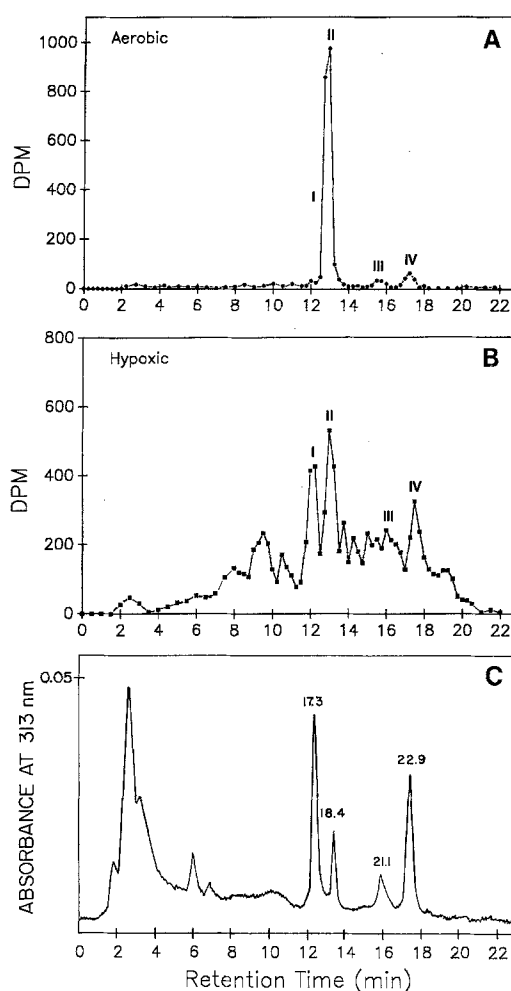 A
Aerobic
II
I
III
IV
DPM
1000
800
600
400
200
0
0 2 4 6 8 10 12 14 16 18 20 22
B
Hypoxic
II
I
III
IV
DPM
800
600
400
200
0
0 2 4 6 8 10 12 14 16 18 20 22
C
0.05
17.3
18.4
21.1
22.9
ABSORBANCE AT 313 nm
0 2 4 6 8 10 12 14 16 18 20 22
Retention Time (min)